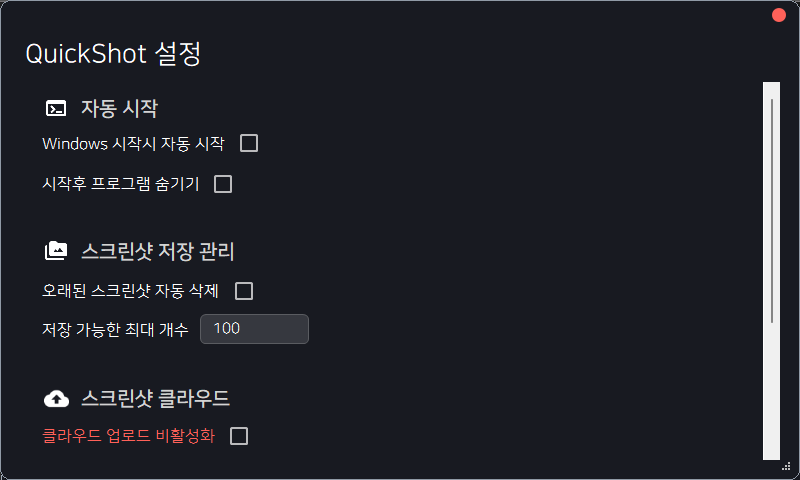 QuickShot 설정
자동 시작
Windows 시작시 자동 시작
시작후 프로그램 숨기기
스크린샷 저장 관리
오래된 스크린샷 자동 삭제
저장 가능한 최대 개수 100
스크린샷 클라우드
클라우드 업로드 비활성화